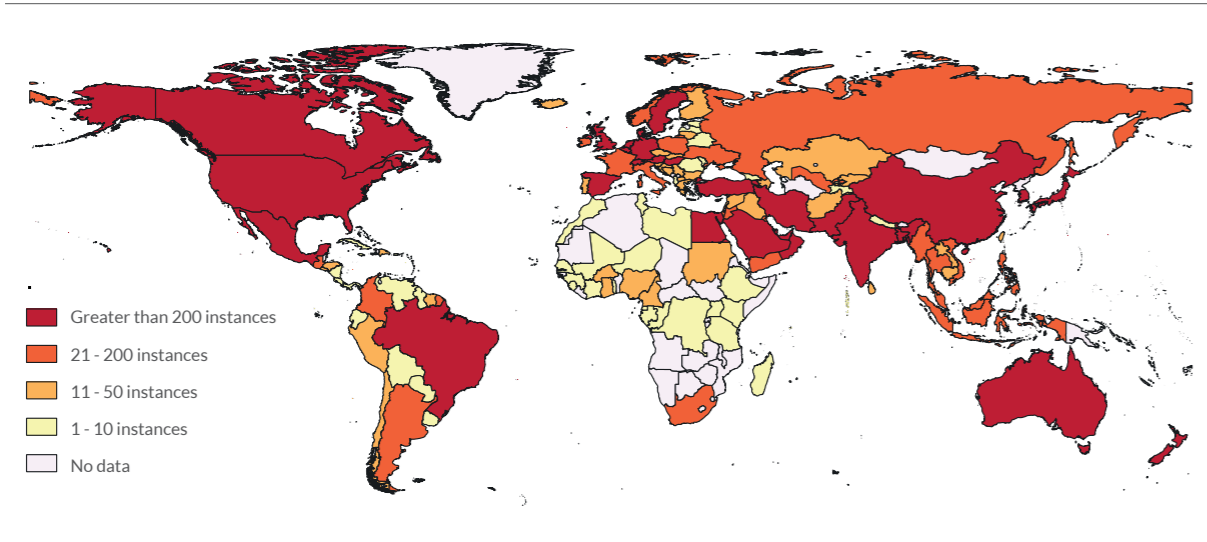 Greater than 200 instances
21 - 200 instances
11 - 50 instances
1 - 10 instances
No data